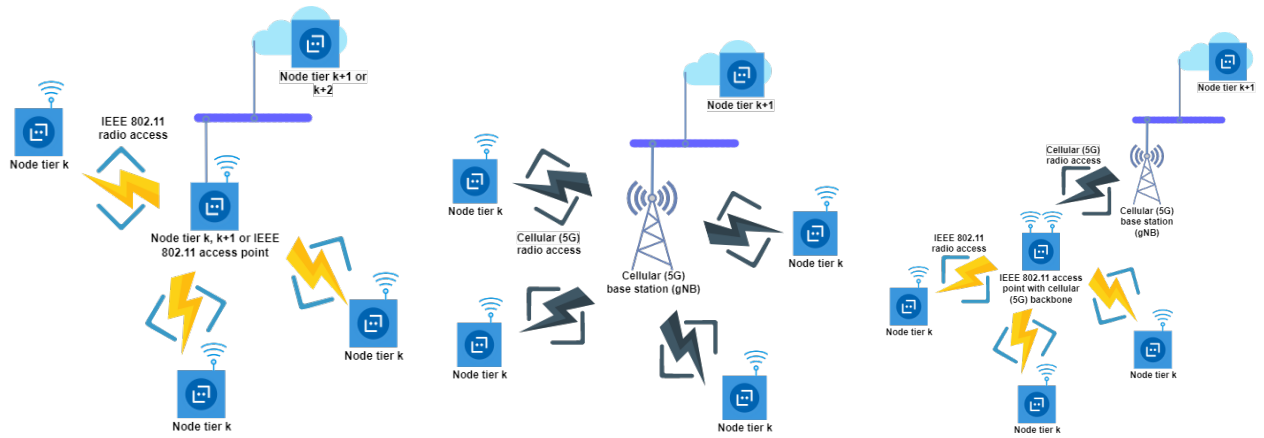 Node tier k+1 or
k+2
IEEE 802.11
radio access
Node tier k
Node tier k, k+1 or IEEE
802.11 access point
Node tier k
Node tier k
Node tier k+1
Node tier k
Cellular (5G)
radio access
Node tier k
Cellular (5G)
base station (gNB)
Node tier k
Node tier k
Node tier k+1
Cellular (5G)
radio access
Cellular (5G)
base station
(gNB)
IEEE 802.11
radio access
IEEE 802.11 access
point with cellular
(5G) backbone
Node tier k
Node tier k
Node tier k